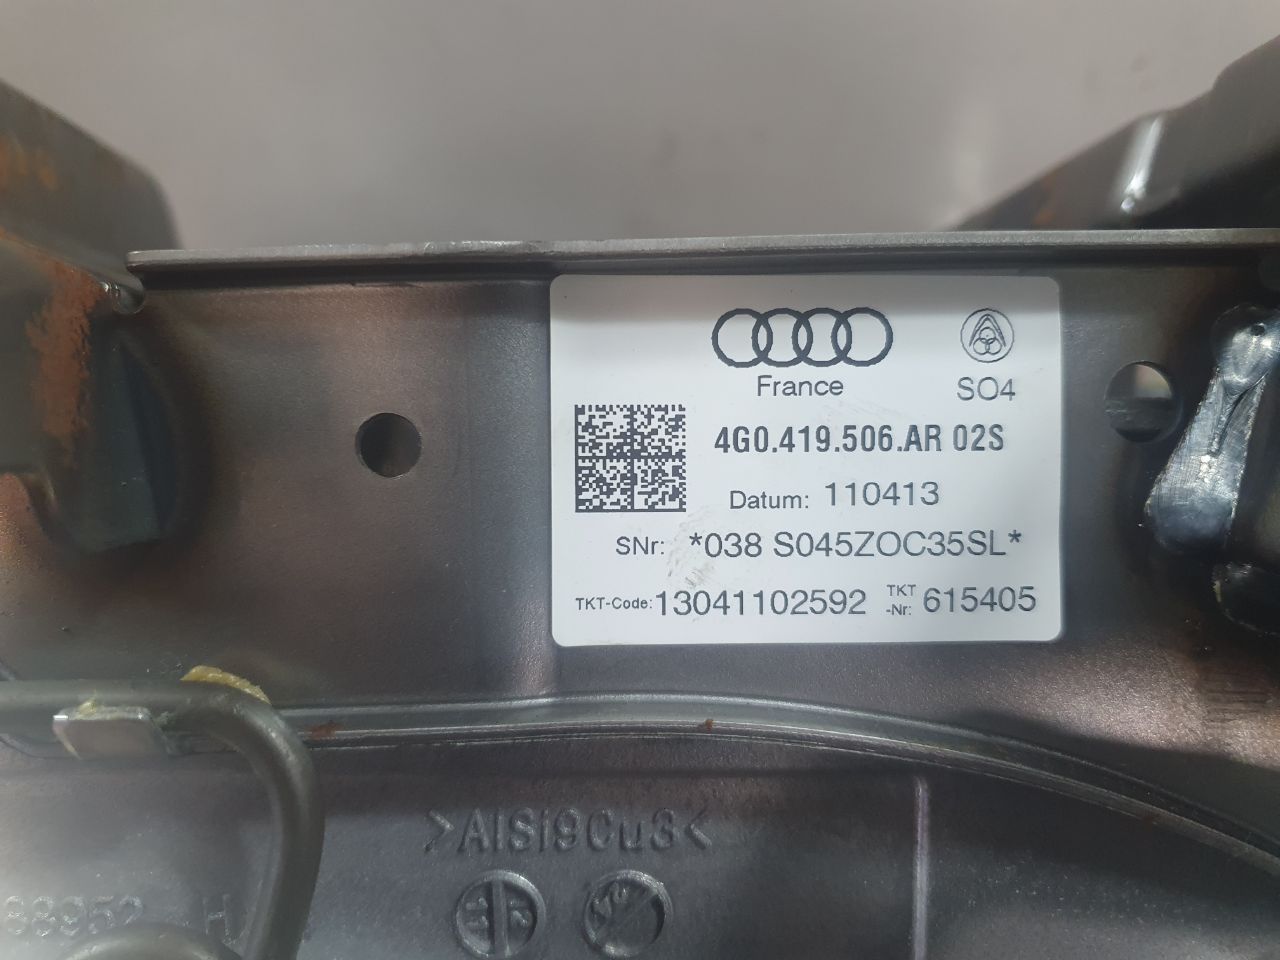 France
SO4
4G0.419.506.AR 02S
Datum: 110413
SNr: *038 S045ZOC35SL*
TKT-Code: 13041102592 TKT -Nr: 615405
>AlSi9Cu3<